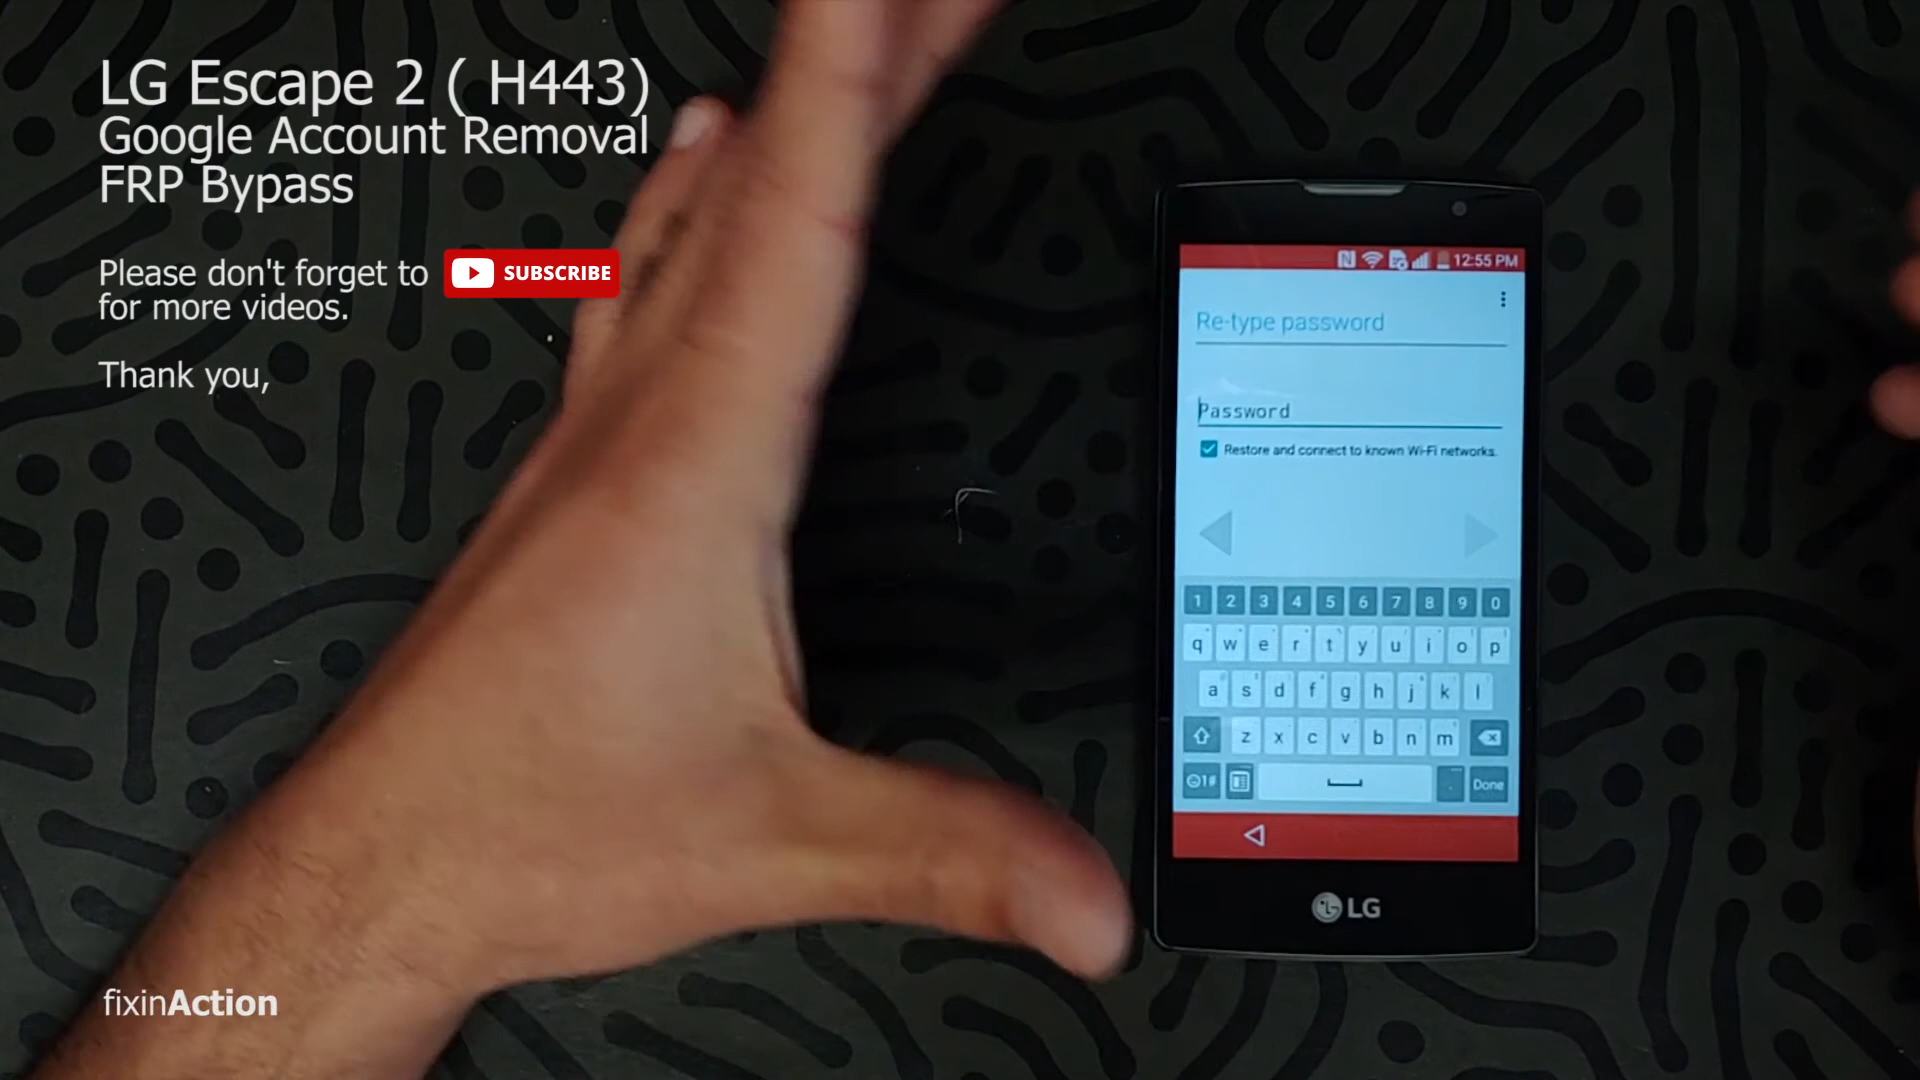 LG Escape 2 ( H443)
Google Account Removal
FRP Bypass
Please don't forget to SUBSCRIBE
for more videos.
Thank you,
fixinAction
12:55 PM
Re-type password
Password
Restore and connect to known Wi-Fi networks.
1 2 3 4 5 6 7 8 9 0
q w e r t y u i o p
a s d f g h j k l
z x c v b n m
1# . Done
LG